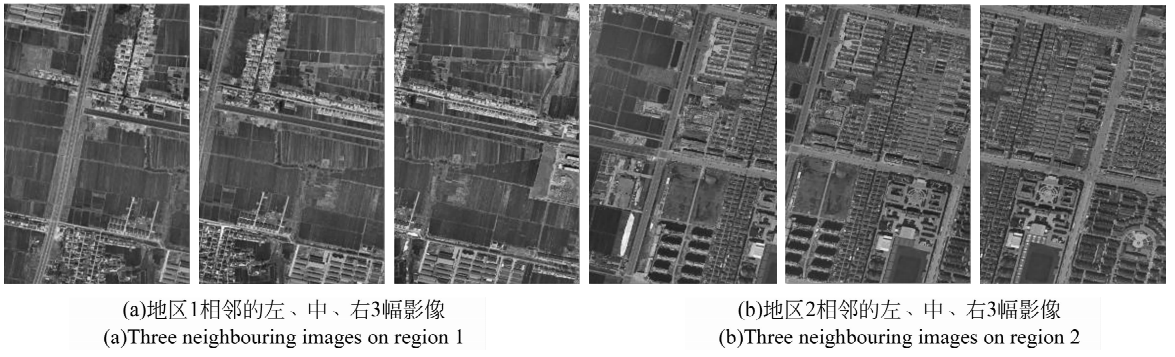 (a)地区1相邻的左、中、右3幅影像
(a)Three neighbouring images on region 1
(b)地区2相邻的左、中、右3幅影像
(b)Three neighbouring images on region 2